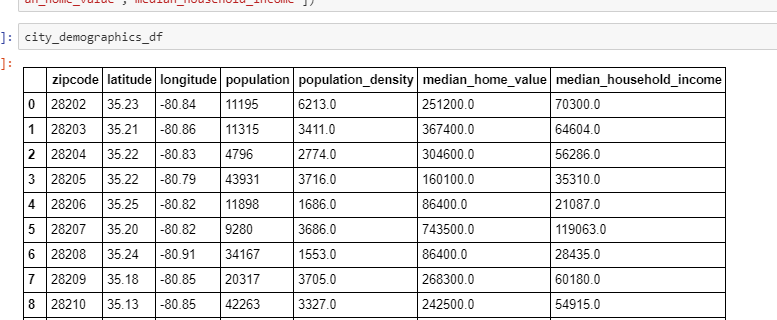 an_home_value','median_household_income'])
]: city_demographics_df
]:
zipcode latitude longitude population population_density median_home_value median_household_income
0 28202 35.23 -80.84 11195 6213.0 251200.0 70300.0
1 28203 35.21 -80.86 11315 3411.0 367400.0 64604.0
2 28204 35.22 -80.83 4796 2774.0 304600.0 56286.0
3 28205 35.22 -80.79 43931 3716.0 160100.0 35310.0
4 28206 35.25 -80.82 11898 1686.0 86400.0 21087.0
5 28207 35.20 -80.82 9280 3686.0 743500.0 119063.0
6 28208 35.24 -80.91 34167 1553.0 86400.0 28435.0
7 28209 35.18 -80.85 20317 3705.0 268300.0 60180.0
8 28210 35.13 -80.85 42263 3327.0 242500.0 54915.0